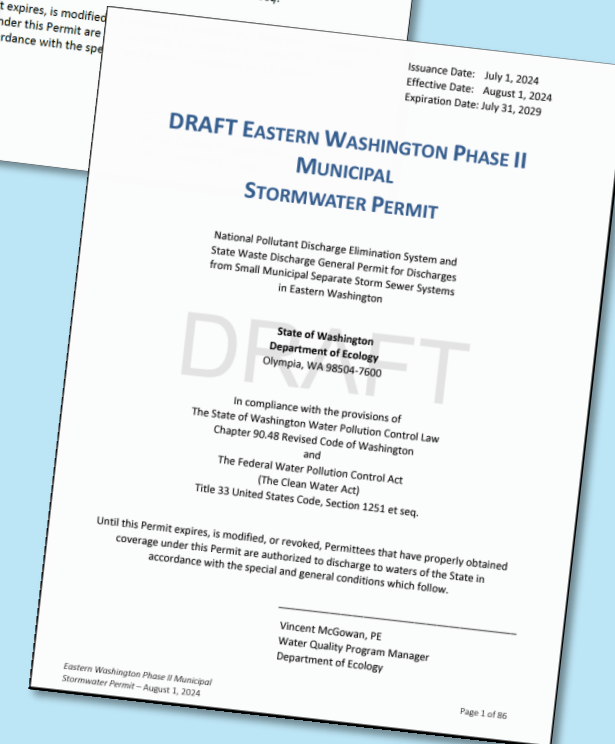 t expires, is modified
nder this Permit are
rdance with the spe
Issuance Date: July 1, 2024
Effective Date: August 1, 2024
Expiration Date: July 31, 2029
DRAFT EASTERN WASHINGTON PHASE II
MUNICIPAL
STORMWATER PERMIT
National Pollutant Discharge Elimination System and
State Waste Discharge General Permit for Discharges
from Small Municipal Separate Storm Sewer Systems
in Eastern Washington
DRAFT
State of Washington
Department of Ecology
Olympia, WA 98504-7600
In compliance with the provisions of
The State of Washington Water Pollution Control Law
Chapter 90.48 Revised Code of Washington
and
The Federal Water Pollution Control Act
(The Clean Water Act)
Title 33 United States Code, Section 1251 et seq.
Until this Permit expires, is modified, or revoked, Permittees that have properly obtained
coverage under this Permit are authorized to discharge to waters of the State in
accordance with the special and general conditions which follow.
Vincent McGowan, PE
Water Quality Program Manager
Department of Ecology
Eastern Washington Phase II Municipal
Stormwater Permit – August 1, 2024
Page 1 of 86